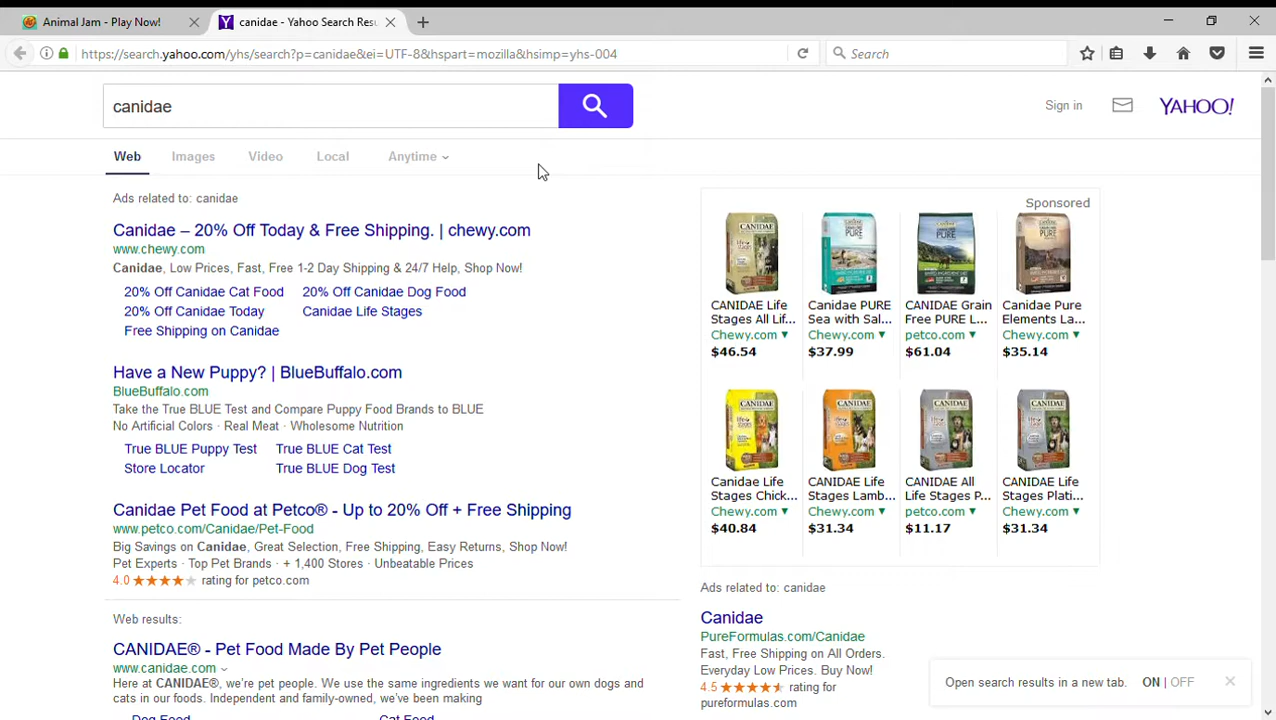 Animal Jam - Play Now!
canidae - Yahoo Search Resu
https://search.yahoo.com/yhs/search?p=canidae&ei=UTF-8&hspart=mozilla&hsimp=yhs-004
Search
canidae
Sign in
YAHOO!
Web Images Video Local Anytime
Ads related to: canidae
Canidae – 20% Off Today & Free Shipping. | chewy.com
www.chewy.com
Canidae, Low Prices, Fast, Free 1-2 Day Shipping & 24/7 Help, Shop Now!
20% Off Canidae Cat Food 20% Off Canidae Dog Food
20% Off Canidae Today Canidae Life Stages
Free Shipping on Canidae
Have a New Puppy? | BlueBuffalo.com
BlueBuffalo.com
Take the True BLUE Test and Compare Puppy Food Brands to BLUE
No Artificial Colors · Real Meat · Wholesome Nutrition
True BLUE Puppy Test True BLUE Cat Test
Store Locator True BLUE Dog Test
Canidae Pet Food at Petco® - Up to 20% Off + Free Shipping
www.petco.com/Canidae/Pet-Food
Big Savings on Canidae, Great Selection, Free Shipping, Easy Returns, Shop Now!
Pet Experts · Top Pet Brands · + 1,400 Stores · Unbeatable Prices
4.0 ★★★★★ rating for petco.com
Web results:
CANIDAE® - Pet Food Made By Pet People
www.canidae.com
Here at CANIDAE®, we're pet people. We use the same ingredients we want for our own dogs and
cats in our foods. Independent and family-owned, we've been making
Dog Food Cat Food
Sponsored
CANIDAE Life
Stages All Lif...
Chewy.com ▼
$46.54
Canidae PURE
Sea with Sal...
Chewy.com ▼
$37.99
CANIDAE Grain
Free PURE L...
petco.com ▼
$61.04
Canidae Pure
Elements La...
Chewy.com ▼
$35.14
Canidae Life
Stages Chick...
Chewy.com ▼
$40.84
CANIDAE Life
Stages Lamb...
Chewy.com ▼
$31.34
CANIDAE All
Life Stages P...
petco.com ▼
$11.17
CANIDAE Life
Stages Plati...
Chewy.com ▼
$31.34
Ads related to: canidae
Canidae
PureFormulas.com/Canidae
Fast, Free Shipping on All Orders.
Everyday Low Prices. Buy Now!
4.5 ★★★★★ rating for
pureformulas.com
Open search results in a new tab. ON | OFF